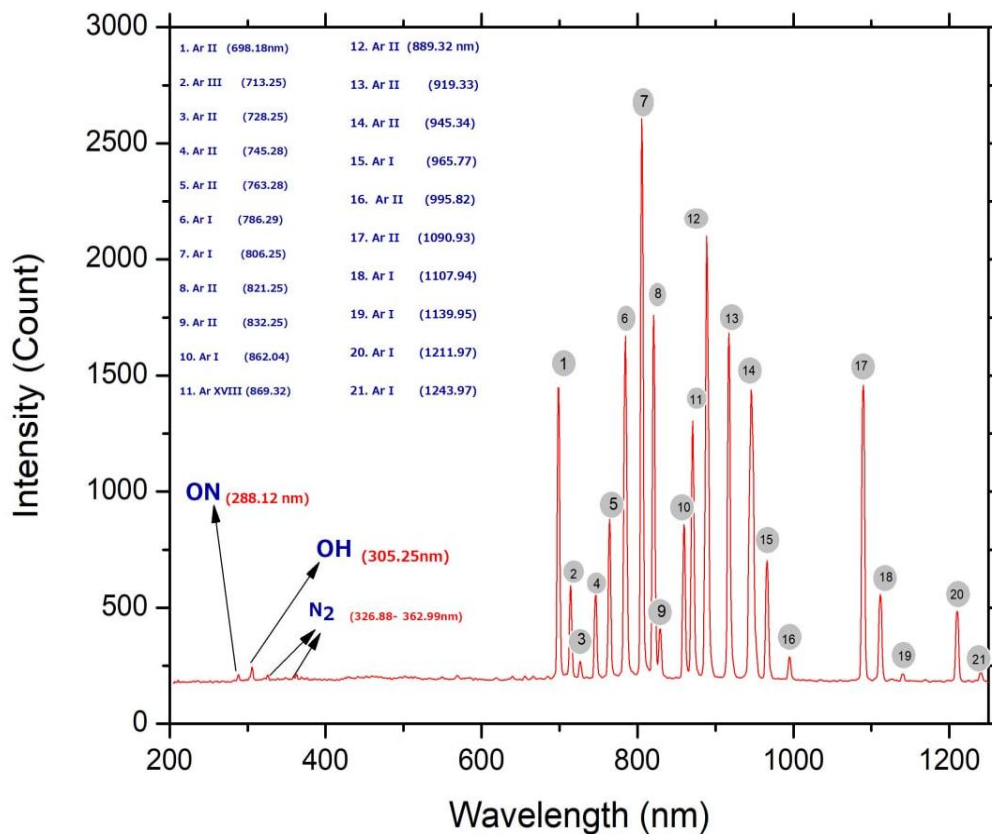 3000
2500
2000
1500
1000
500
0
Intensity (Count)
1. Ar II (698.18nm)
2. Ar III (713.25)
3. Ar II (728.25)
4. Ar II (745.28)
5. Ar II (763.28)
6. Ar I (786.29)
7. Ar I (806.25)
8. Ar II (821.25)
9. Ar II (832.25)
10. Ar I (862.04)
11. Ar XVIII (869.32)
12. Ar II (889.32 nm)
13. Ar II (919.33)
14. Ar II (945.34)
15. Ar I (965.77)
16. Ar II (995.82)
17. Ar II (1090.93)
18. Ar I (1107.94)
19. Ar I (1139.95)
20. Ar I (1211.97)
21. Ar I (1243.97)
ON (288.12 nm)
OH (305.25nm)
N2 (326.88- 362.99nm)
1
2
3
4
5
6
7
8
9
10
11
12
13
14
15
16
17
18
19
20
21
200 400 600 800 1000 1200
Wavelength (nm)